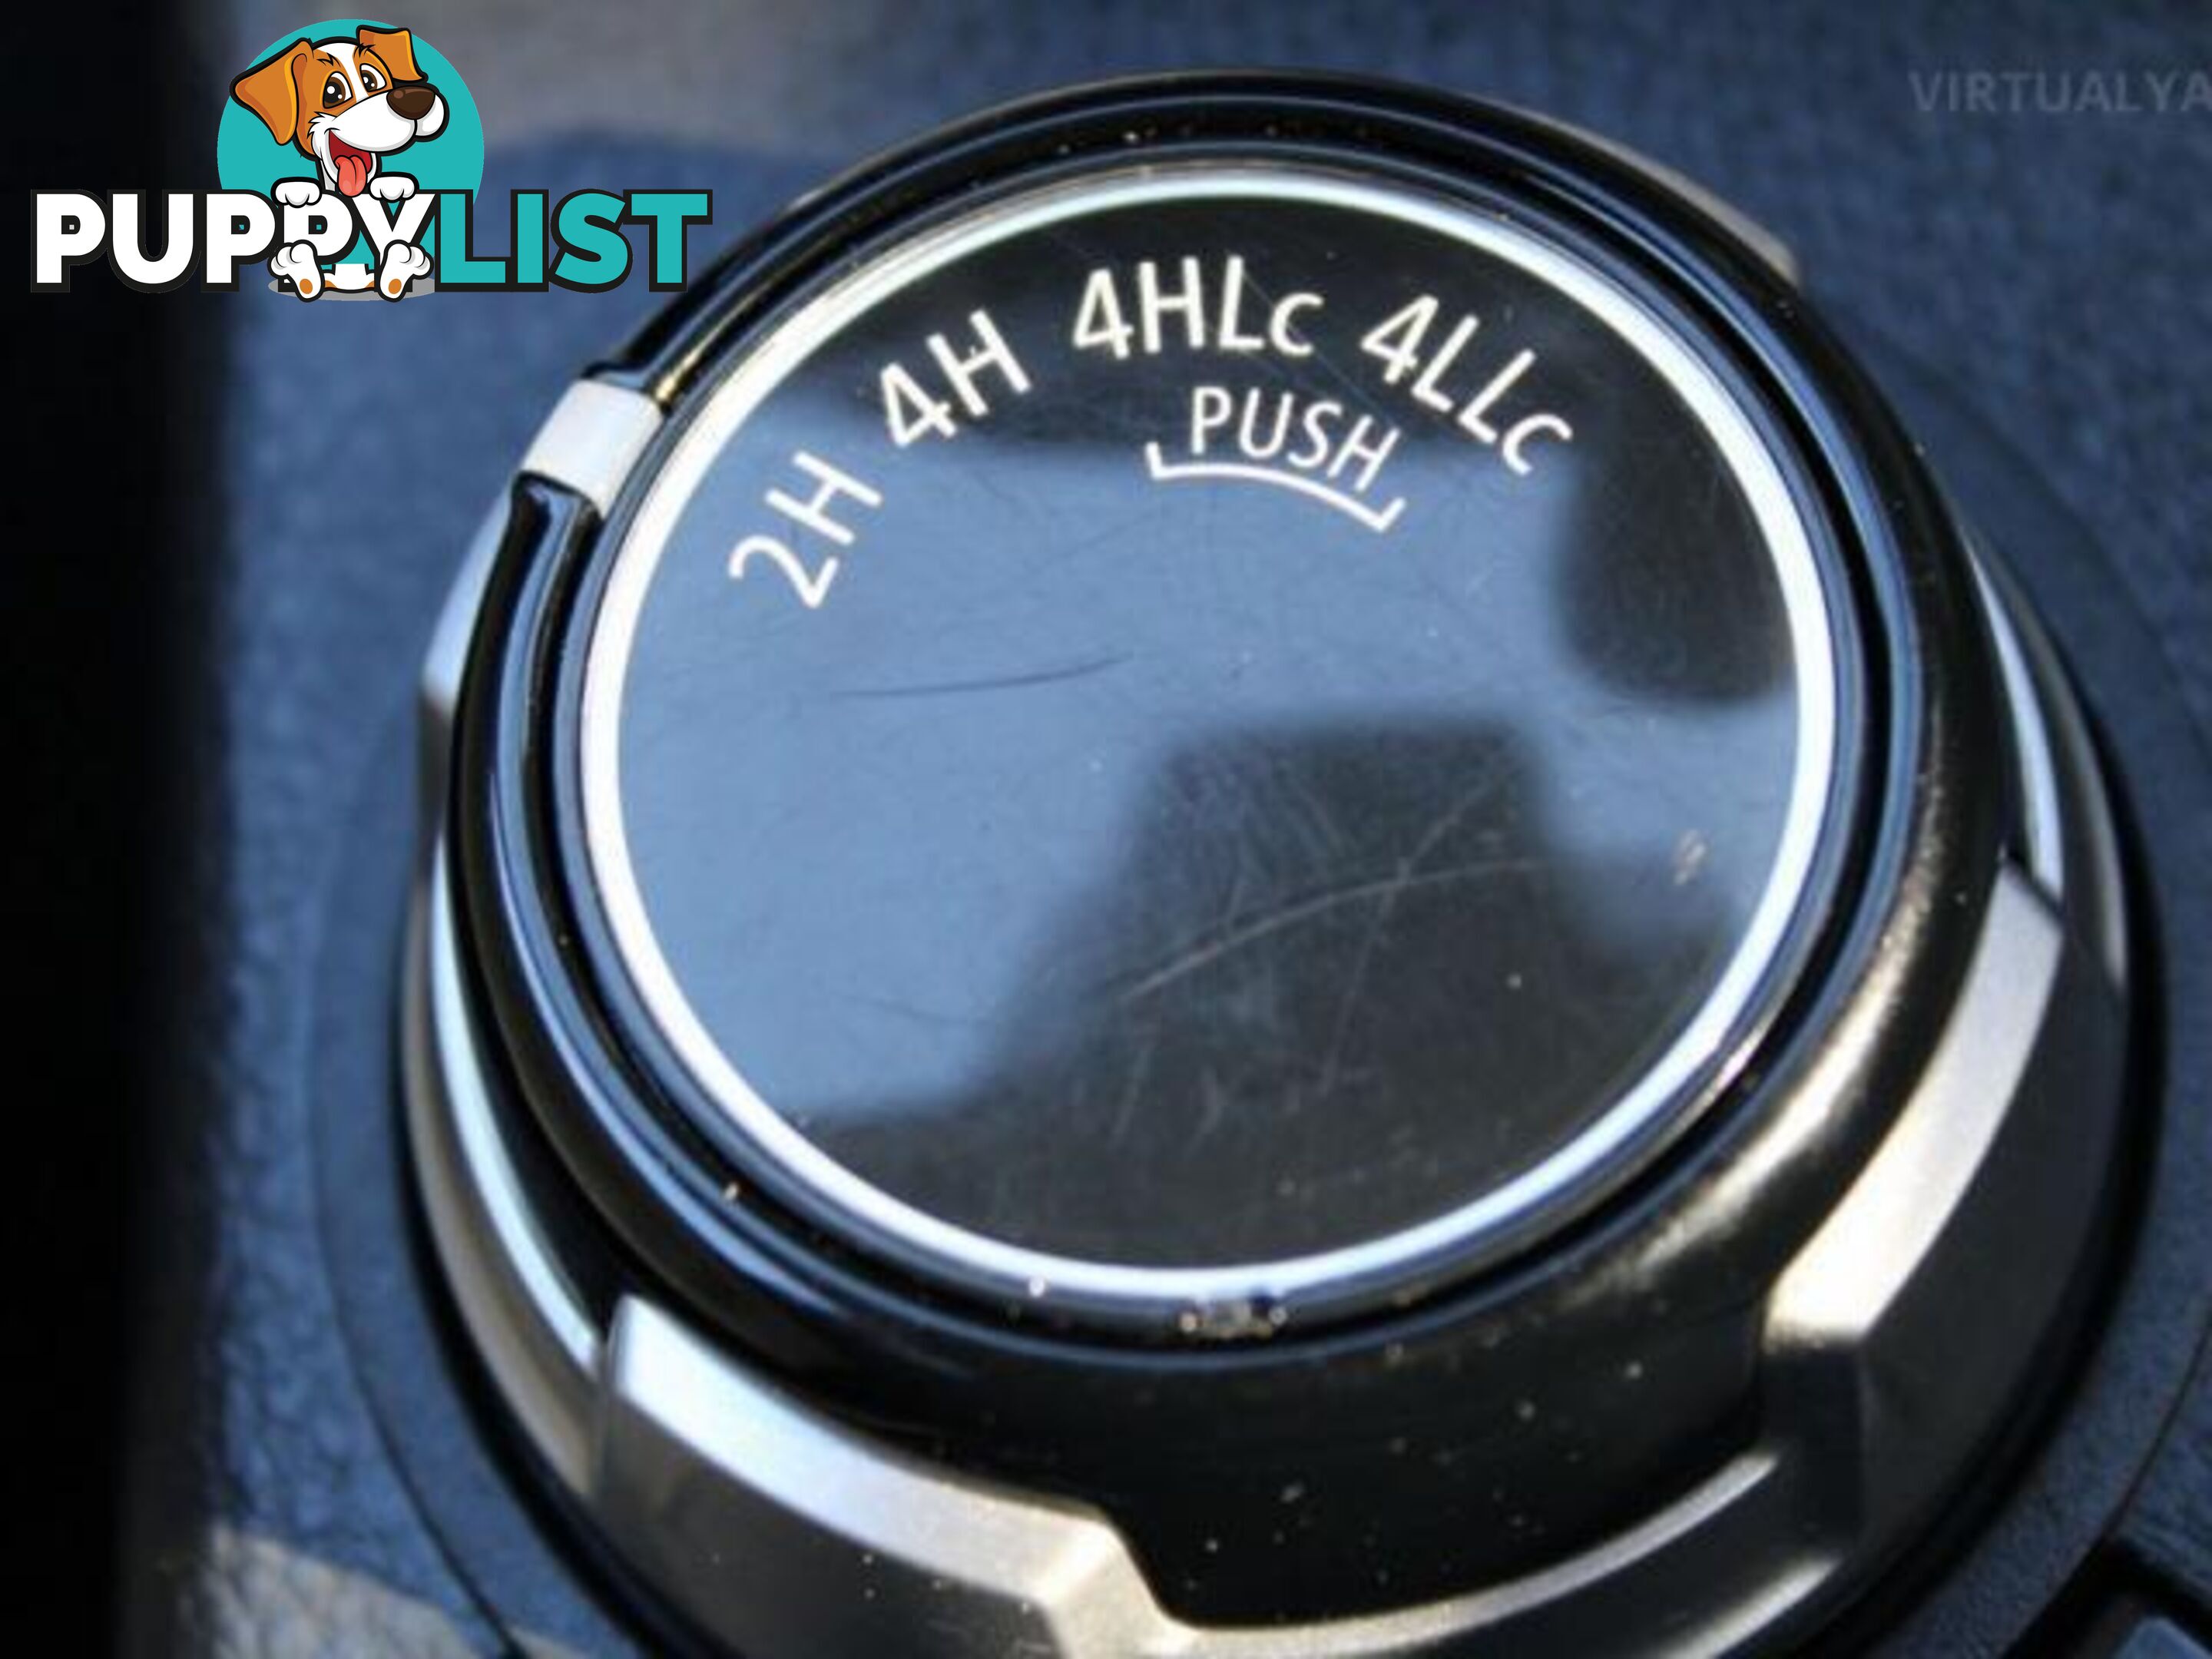 PUPPYLIST
VIRTUALYA
2H 4H 4HLc 4LLc
PUSH